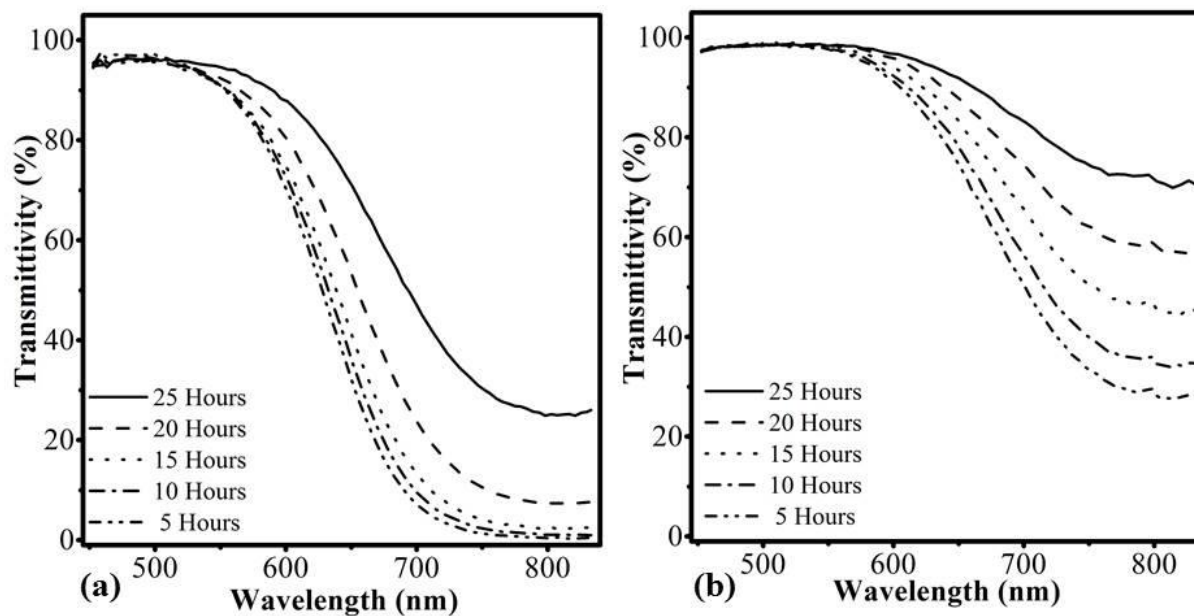 100
80
60
40
20
0
Transmittivity (%)
25 Hours
20 Hours
15 Hours
10 Hours
5 Hours
500 600 700 800
(a)
Wavelength (nm)
100
80
60
40
20
0
Transmittivity (%)
25 Hours
20 Hours
15 Hours
10 Hours
5 Hours
500 600 700 800
(b)
Wavelength (nm)